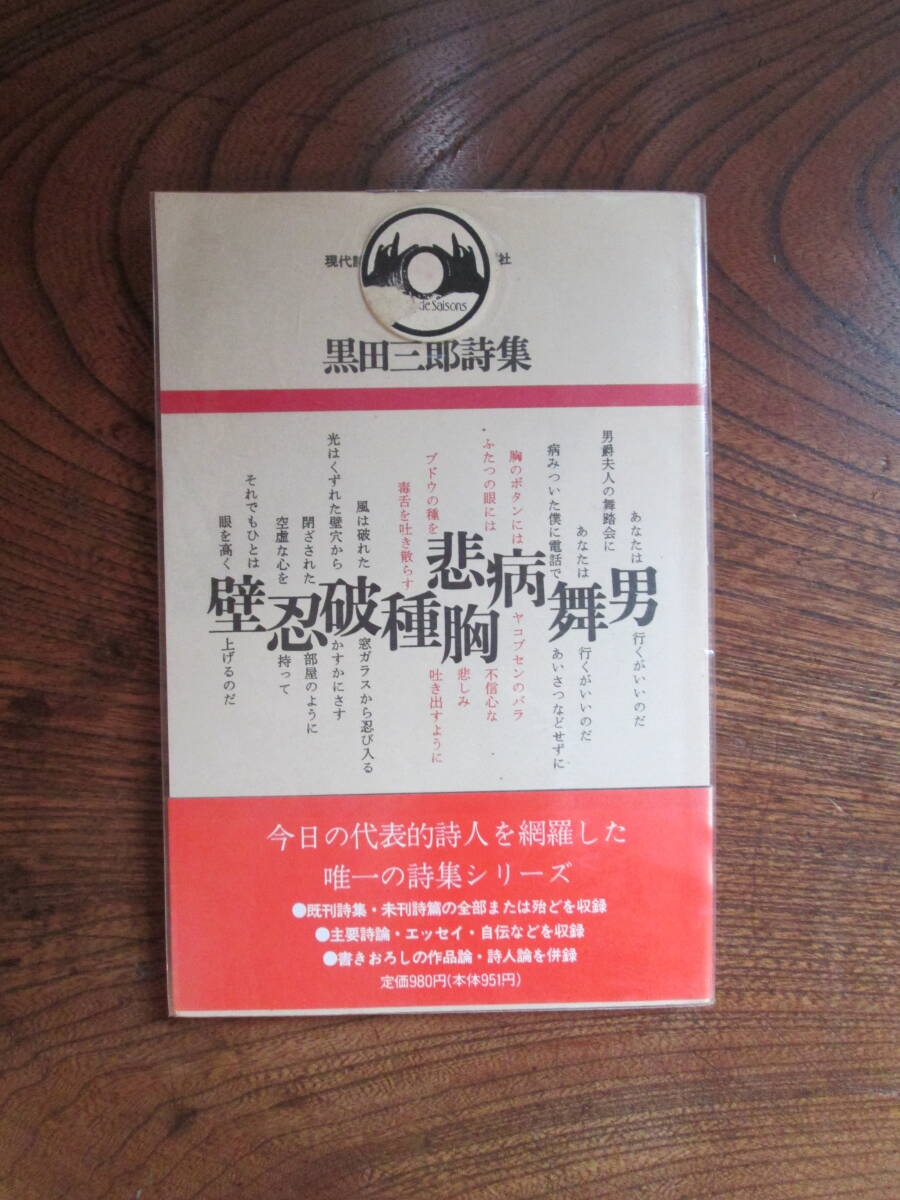 現代詩
社
de Saisons
黒田三郎詩集
あなたは 行くがいいのだ
男爵夫人の舞踏会に
あなたは 行くがいいのだ
病みついた僕に電話で あいさつなどせずに
胸のボタンには ヤコブセンのバラ
ふたつの眼には 不信心な
悲しみ
ブドウの種を 吐き出すように
毒舌を吐き散らす
風は破れた 窓ガラスから忍び入る
光はくずれた壁穴から かすかにさす
閉ざされた 部屋のように
空虚な心を 持って
それでもひとは
眼を高く 上げるのだ
男
舞
病
胸
悲
種
破
忍
壁
今日の代表的詩人を網羅した
唯一の詩集シリーズ
●既刊詩集・未刊詩篇の全部または殆どを収録
●主要詩論・エッセイ・自伝などを収録
●書きおろしの作品論・詩人論を併録
定価980円(本体951円)